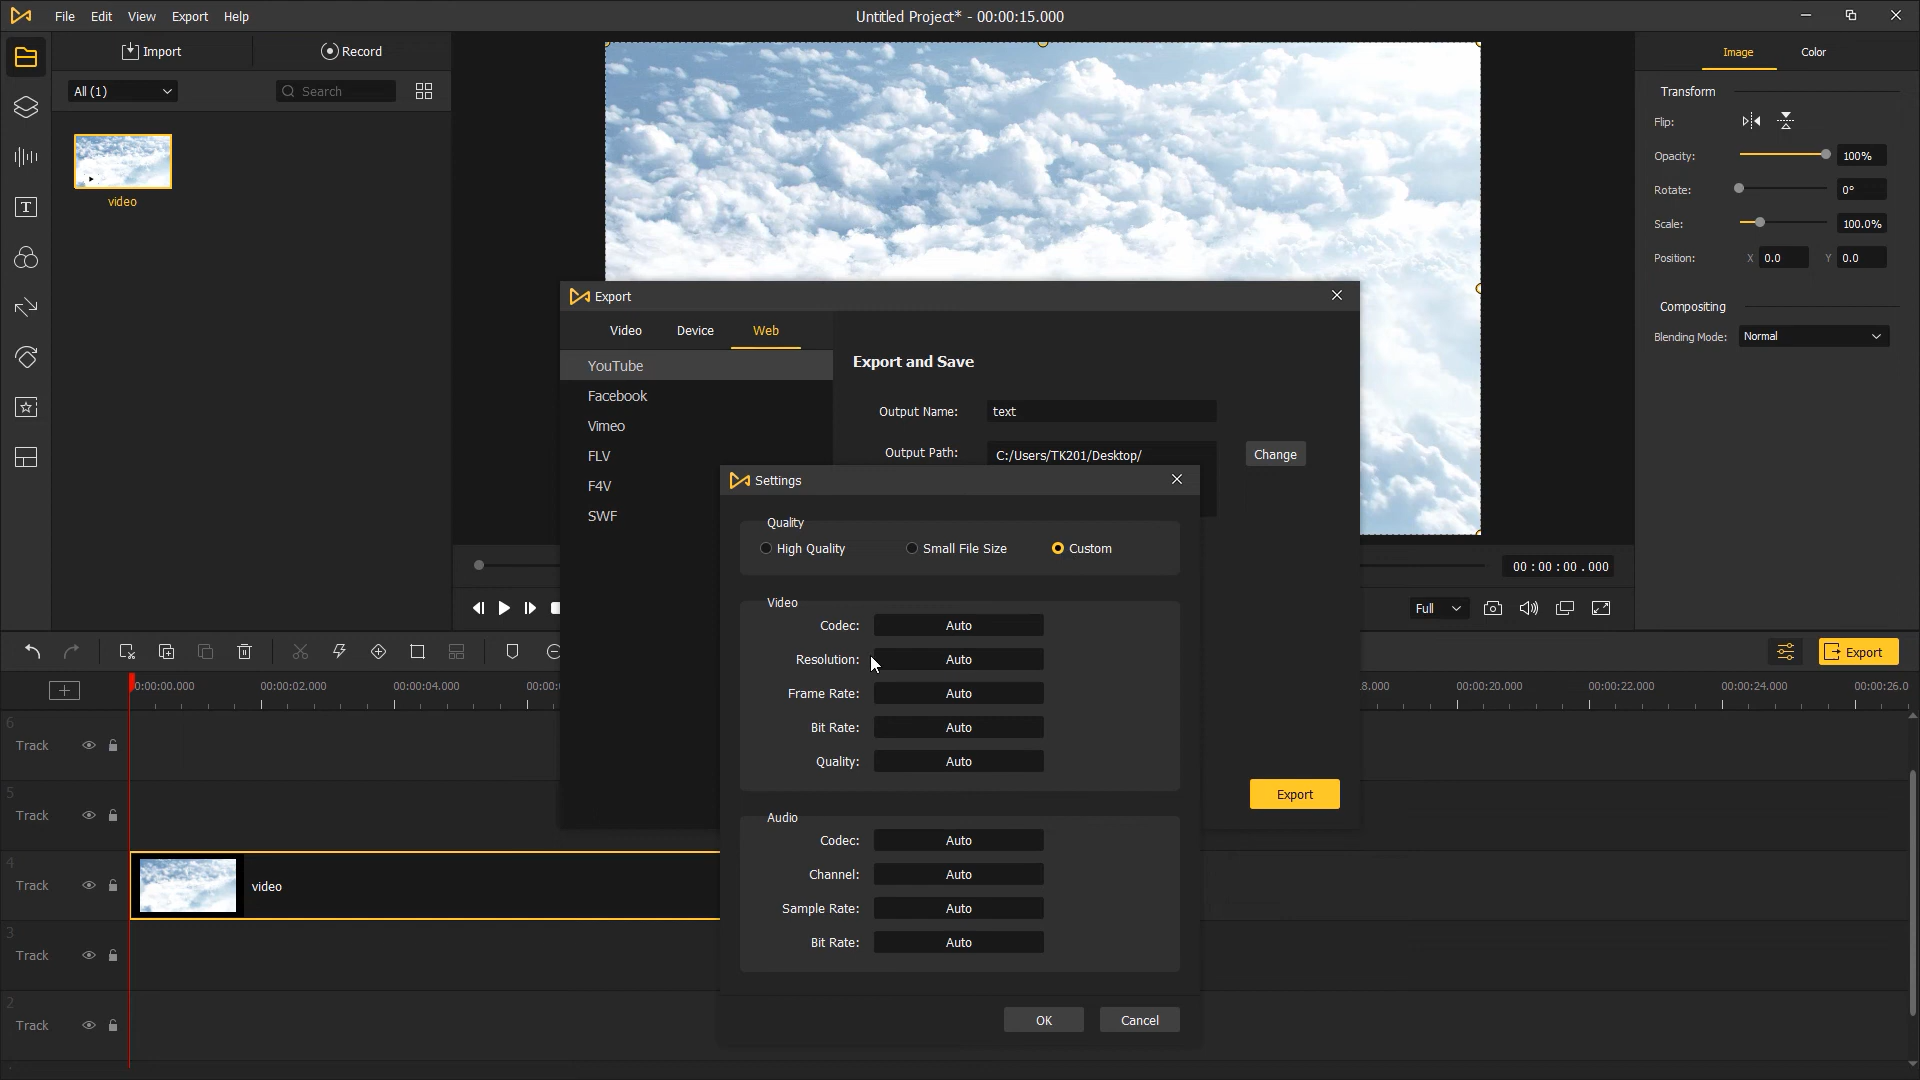 File Edit View Export Help
Untitled Project* - 00:00:15.000
Import
Record
All (1)
Search
video
Image
Color
Transform
Flip:
Opacity: 100%
Rotate: 0°
Scale: 100.0%
Position: X 0.0 Y 0.0
Compositing
Blending Mode: Normal
Export
Video Device Web
YouTube
Facebook
Vimeo
FLV
F4V
SWF
Export and Save
Output Name: text
Output Path: C:/Users/TK201/Desktop/
Change
Export
Settings
Quality
High Quality Small File Size Custom
Video
Codec: Auto
Resolution: Auto
Frame Rate: Auto
Bit Rate: Auto
Quality: Auto
Audio
Codec: Auto
Channel: Auto
Sample Rate: Auto
Bit Rate: Auto
OK Cancel
00:00:00.000
Full
Export
0:00:00.000 00:00:02.000 00:00:04.000 00:00:20.000 00:00:22.000 00:00:24.000 00:00:26.0
6
Track
5
Track
4
Track
video
3
Track
2
Track